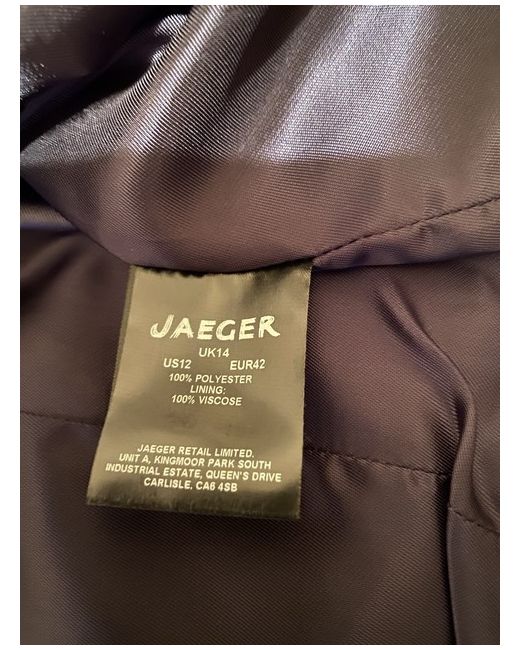 JAEGER
UK14
US12 EUR42
100% POLYESTER
LINING:
100% VISCOSE
JAEGER RETAIL LIMITED.
UNIT A, KINGMOOR PARK SOUTH
INDUSTRIAL ESTATE, QUEEN'S DRIVE
CARLISLE. CA6 4SB